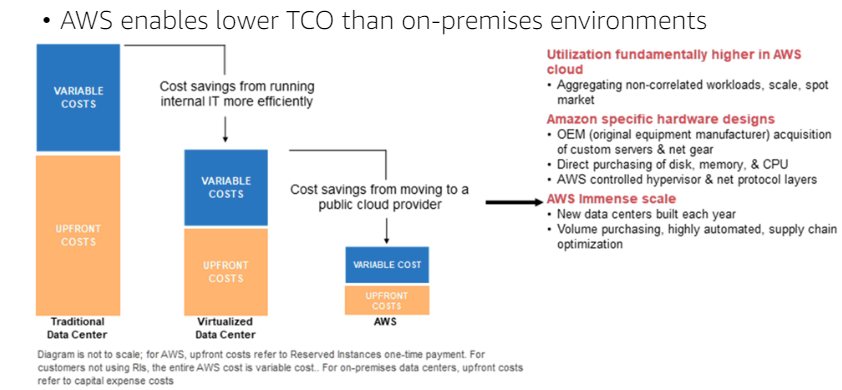 • AWS enables lower TCO than on-premises environments
VARIABLE
COSTS
UPFRONT
COSTS
Traditional
Data Center
Cost savings from running
internal IT more efficiently
VARIABLE
COSTS
UPFRONT
COSTS
Virtualized
Data Center
Cost savings from moving to a
public cloud provider
VARIABLE COST
UPFRONT
COSTS
AWS
Utilization fundamentally higher in AWS
cloud
• Aggregating non-correlated workloads, scale, spot
market
Amazon specific hardware designs
• OEM (original equipment manufacturer) acquisition
of custom servers & net gear
• Direct purchasing of disk, memory, & CPU
• AWS controlled hypervisor & net protocol layers
AWS Immense scale
• New data centers built each year
• Volume purchasing, highly automated, supply chain
optimization
Diagram is not to scale; for AWS, upfront costs refer to Reserved Instances one-time payment. For
customers not using RIs, the entire AWS cost is variable cost.. For on-premises data centers, upfront costs
refer to capital expense costs